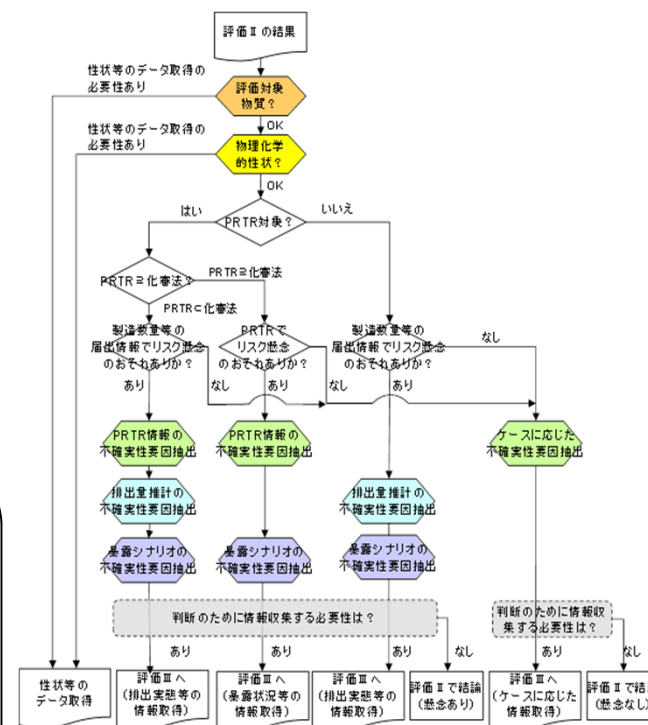 評価Ⅱの結果
性状等のデータ取得の
必要性あり
評価対象
物質?
OK
性状等のデータ取得の
必要性あり
物理化学
的性状?
OK
はい
PRTR対象?
いいえ
PRTR⊇化審法?
PRTR⊇化審法
PRTR⊂化審法
製造数量等の
届出情報でリスク懸念
のおそれありか?
PRTRで
リスク懸念
のおそれありか?
製造数量等の
届出情報でリスク懸念
のおそれありか?
なし
あり
なし
あり
なし
あり
PRTR情報の
不確実性要因抽出
PRTR情報の
不確実性要因抽出
ケースに応じた
不確実性要因抽出
排出量推計の
不確実性要因抽出
排出量推計の
不確実性要因抽出
暴露シナリオの
不確実性要因抽出
暴露シナリオの
不確実性要因抽出
暴露シナリオの
不確実性要因抽出
判断のために情報収集する必要性は?
判断のために情報収
集する必要性は?
あり
あり
あり
なし
あり
なし
性状等の
データ取得
評価Ⅲへ
(排出実態等の
情報取得)
評価Ⅲへ
(暴露状況等の
情報取得)
評価Ⅲへ
(排出実態等の
情報取得)
評価Ⅱで結論
(懸念あり)
評価Ⅲへ
(ケースに応じた
情報取得)
評価Ⅱで結
(懸念なし)